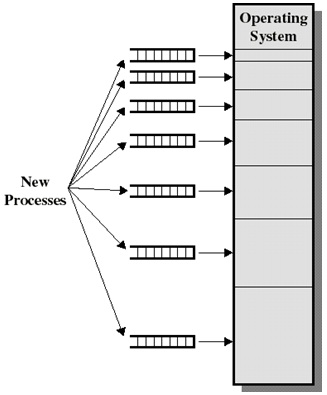 Operating
System
New
Processes